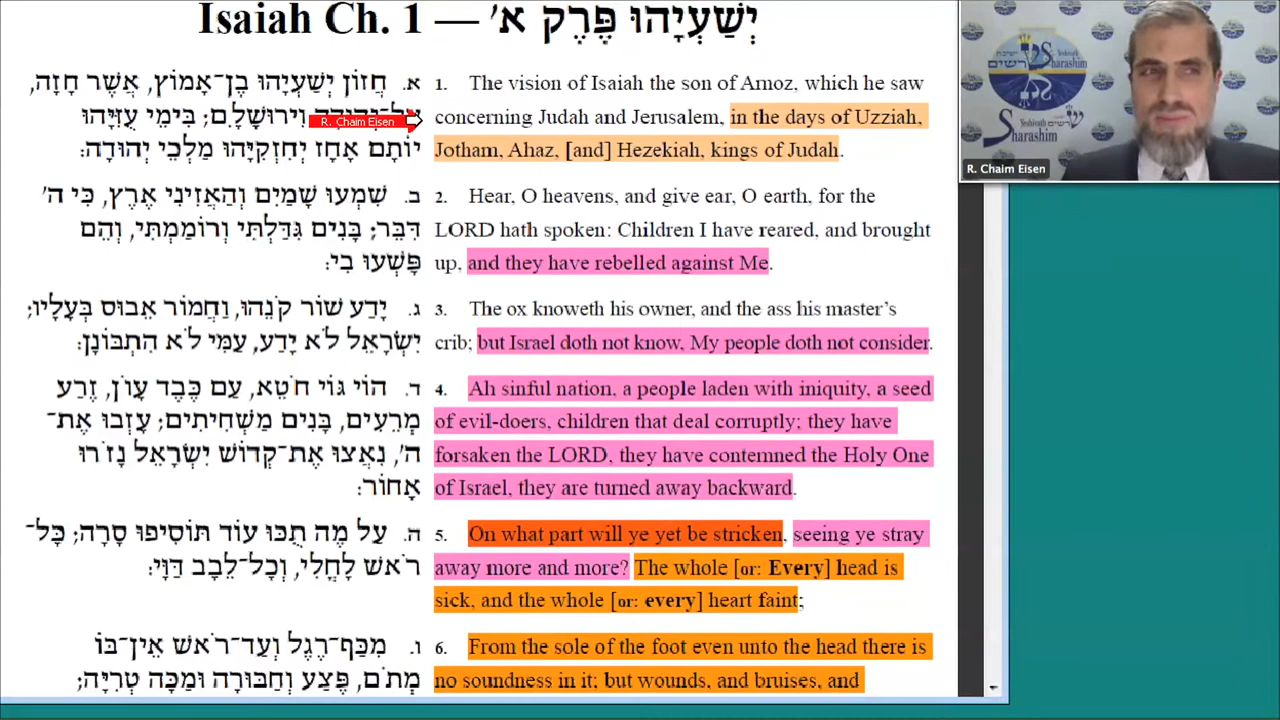 Isaiah Ch. 1 — יְשַׁעְיָהוּ פֶּרֶק א׳
א. חֲזוֹן יְשַׁעְיָהוּ בֶן־אָמוֹץ, אֲשֶׁר חָזָה,
וִירוּשָׁלִָם; בִּימֵי עֻזִּיָּהוּ
יוֹתָם אָחָז יְחִזְקִיָּהוּ מַלְכֵי יְהוּדָה:
1. The vision of Isaiah the son of Amoz, which he saw
concerning Judah and Jerusalem, in the days of Uzziah,
Jotham, Ahaz, [and] Hezekiah, kings of Judah.
R. Chaim Eisen
ב. שִׁמְעוּ שָׁמַיִם וְהַאֲזִינִי אֶרֶץ, כִּי ה׳
דִּבֵּר; בָּנִים גִּדַּלְתִּי וְרוֹמַמְתִּי, וְהֵם
פָּשְׁעוּ בִי:
2. Hear, O heavens, and give ear, O earth, for the
LORD hath spoken: Children I have reared, and brought
up, and they have rebelled against Me.
ג. יָדַע שׁוֹר קֹנֵהוּ, וַחֲמוֹר אֵבוּס בְּעָלָיו;
יִשְׂרָאֵל לֹא יָדַע, עַמִּי לֹא הִתְבּוֹנָן:
3. The ox knoweth his owner, and the ass his master's
crib; but Israel doth not know, My people doth not consider.
ד. הוֹי גּוֹי חֹטֵא, עַם כֶּבֶד עָוֹן, זֶרַע
מְרֵעִים, בָּנִים מַשְׁחִיתִים; עָזְבוּ אֶת־
ה׳, נִאֲצוּ אֶת־קְדוֹשׁ יִשְׂרָאֵל נָזֹרוּ
אָחוֹר:
4. Ah sinful nation, a people laden with iniquity, a seed
of evil-doers, children that deal corruptly; they have
forsaken the LORD, they have contemned the Holy One
of Israel, they are turned away backward.
ה. עַל מֶה תֻכּוּ עוֹד תּוֹסִיפוּ סָרָה; כָּל־
רֹאשׁ לָחֳלִי, וְכָל־לֵבָב דַּוָּי:
5. On what part will ye yet be stricken, seeing ye stray
away more and more? The whole [or: Every] head is
sick, and the whole [or: every] heart faint;
ו. מִכַּף־רֶגֶל וְעַד־רֹאשׁ אֵין־בּוֹ
מְתֹם, פֶּצַע וְחַבּוּרָה וּמַכָּה טְרִיָּה;
6. From the sole of the foot even unto the head there is
no soundness in it; but wounds, and bruises, and
Yeshivath
Sharashim
Yeshivath
Sharashim
R. Chaim Eisen